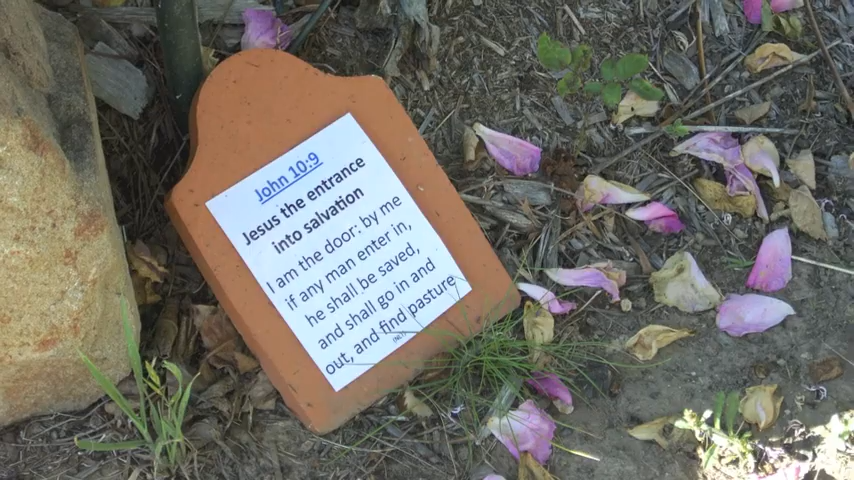 John 10:9
Jesus the entrance
into salvation
I am the door: by me
if any man enter in,
he shall be saved,
and shall go in and
out, and find pasture